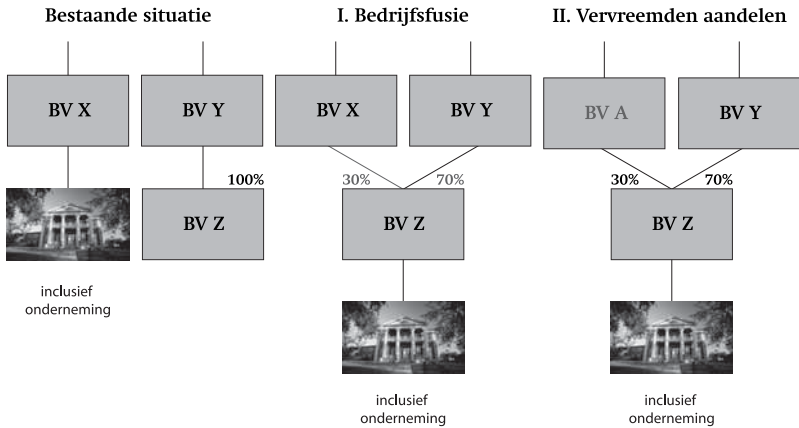 Bestaande situatie
I. Bedrijfsfusie
II. Vervreemden aandelen
BV X
BV Y
BV X
BV Y
BV A
BV Y
100%
30%
70%
30%
70%
BV Z
BV Z
BV Z
inclusief
onderneming
inclusief
onderneming
inclusief
onderneming